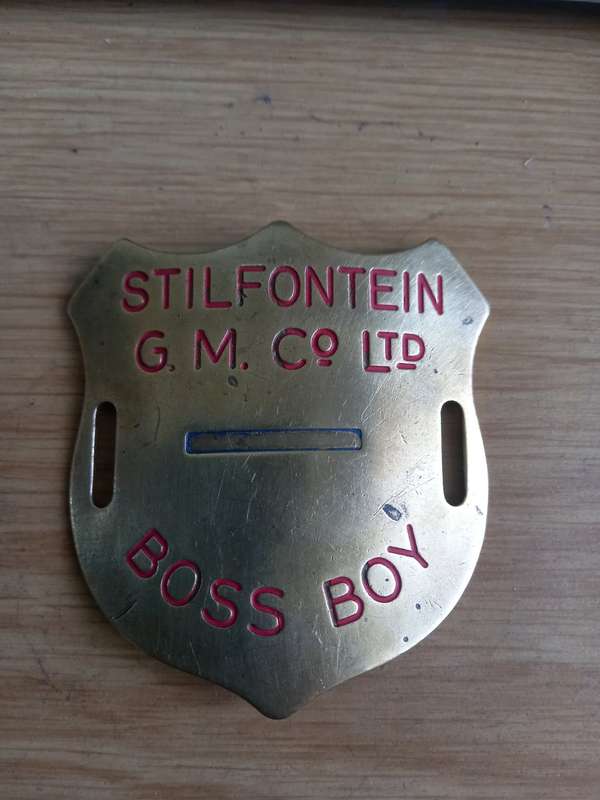 STILFONTEIN
G. M. Cº LTD
BOSS BOY